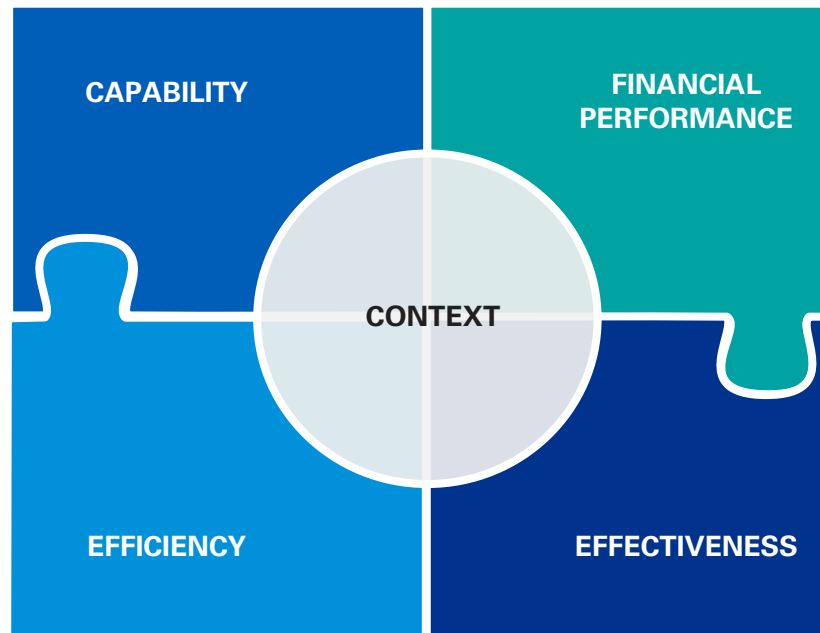 CAPABILITY
FINANCIAL
PERFORMANCE
CONTEXT
EFFICIENCY
EFFECTIVENESS